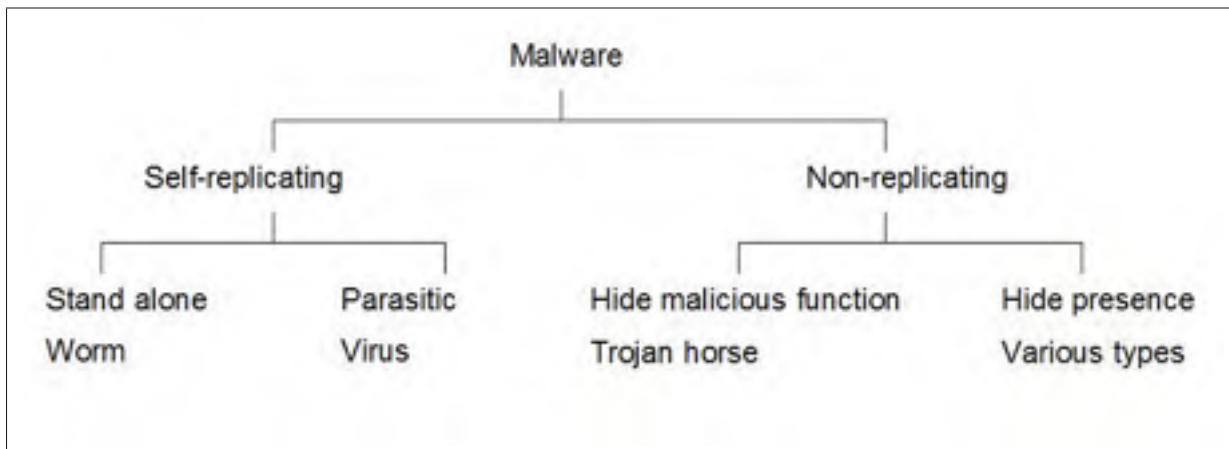 Malware
Self-replicating
Non-replicating
Stand alone
Worm
Parasitic
Virus
Hide malicious function
Trojan horse
Hide presence
Various types